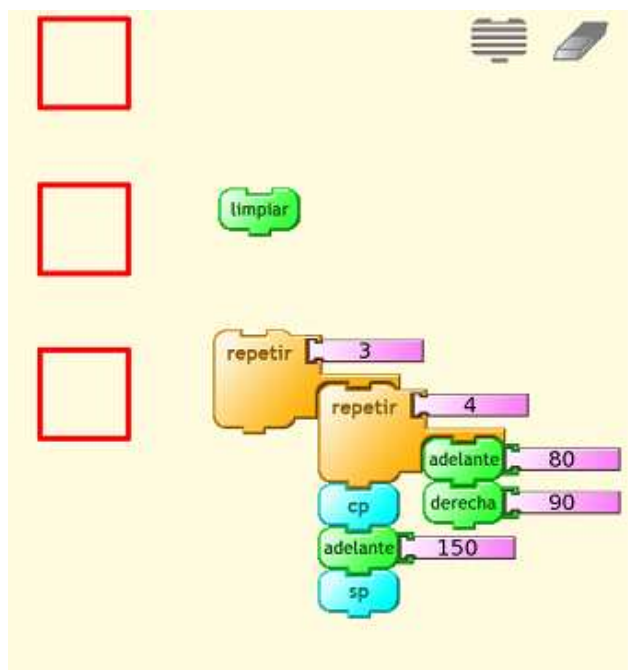 limpiar
repetir 3
repetir 4
adelante 80
cp derecha 90
adelante 150
sp